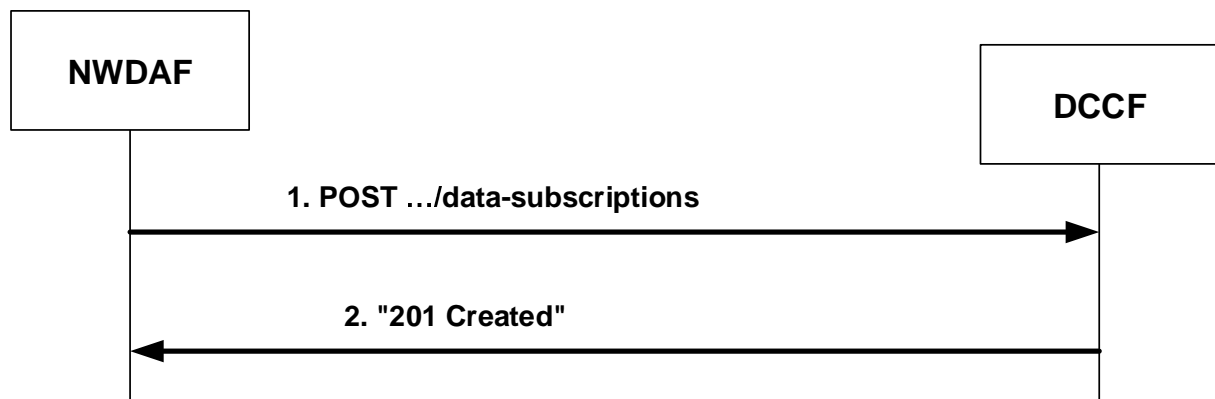 NWDAF
DCCF
1. POST …/data-subscriptions
2. "201 Created"